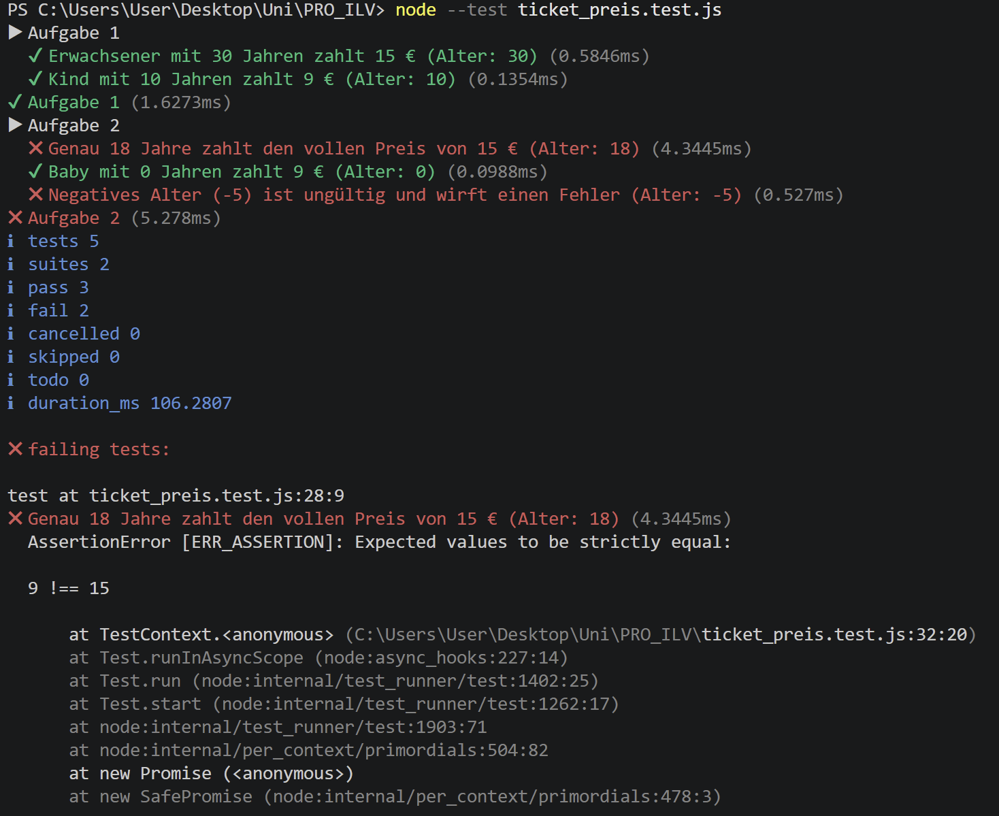 PS C:\Users\User\Desktop\Uni\PRO_ILV> node --test ticket_preis.test.js
▶ Aufgabe 1
  ✔ Erwachsener mit 30 Jahren zahlt 15 € (Alter: 30) (0.5846ms)
  ✔ Kind mit 10 Jahren zahlt 9 € (Alter: 10) (0.1354ms)
✔ Aufgabe 1 (1.6273ms)
▶ Aufgabe 2
  ✖ Genau 18 Jahre zahlt den vollen Preis von 15 € (Alter: 18) (4.3445ms)
  ✔ Baby mit 0 Jahren zahlt 9 € (Alter: 0) (0.0988ms)
  ✖ Negatives Alter (-5) ist ungültig und wirft einen Fehler (Alter: -5) (0.527ms)
✖ Aufgabe 2 (5.278ms)
ℹ tests 5
ℹ suites 2
ℹ pass 3
ℹ fail 2
ℹ cancelled 0
ℹ skipped 0
ℹ todo 0
ℹ duration_ms 106.2807
✖ failing tests:
test at ticket_preis.test.js:28:9
✖ Genau 18 Jahre zahlt den vollen Preis von 15 € (Alter: 18) (4.3445ms)
  AssertionError [ERR_ASSERTION]: Expected values to be strictly equal:
  9 !== 15
      at TestContext.<anonymous> (C:\Users\User\Desktop\Uni\PRO_ILV\ticket_preis.test.js:32:20)
      at Test.runInAsyncScope (node:async_hooks:227:14)
      at Test.run (node:internal/test_runner/test:1402:25)
      at Test.start (node:internal/test_runner/test:1262:17)
      at node:internal/test_runner/test:1903:71
      at node:internal/per_context/primordials:504:82
      at new Promise (<anonymous>)
      at new SafePromise (node:internal/per_context/primordials:478:3)